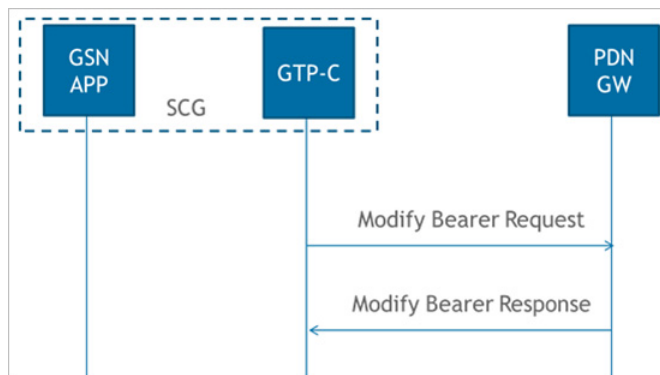 GSN
APP
GTP-C
PDN
GW
SCG
Modify Bearer Request
Modify Bearer Response